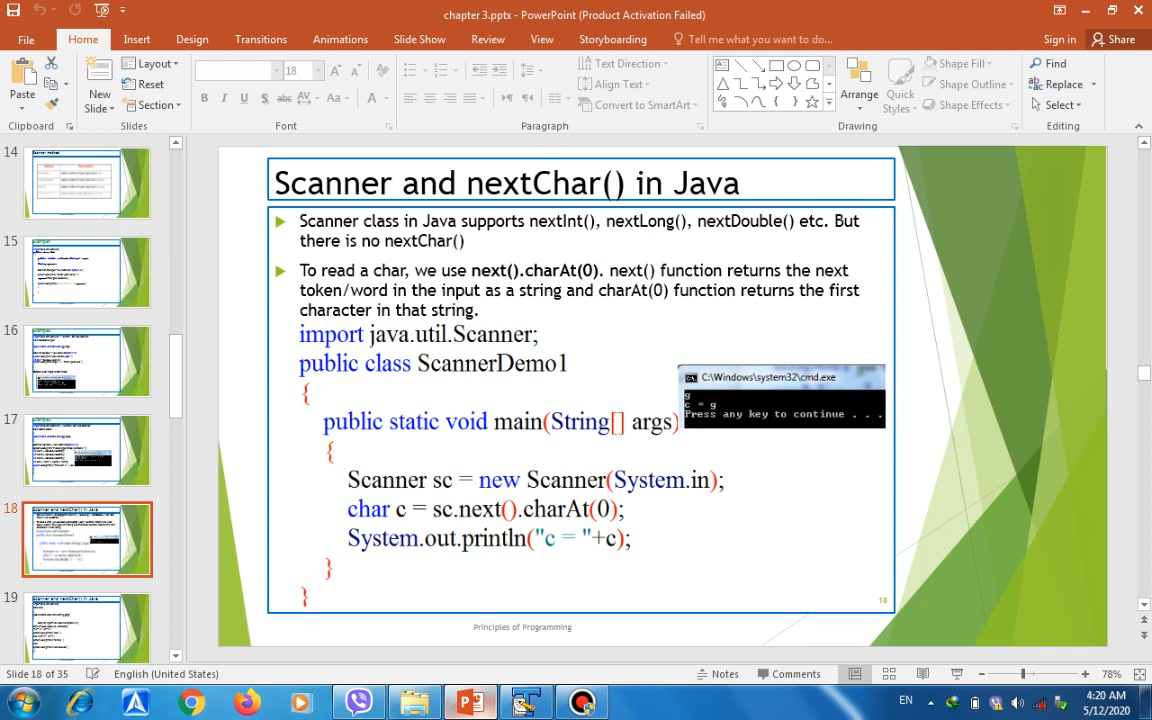 chapter 3.pptx - PowerPoint (Product Activation Failed)
File Home Insert Design Transitions Animations Slide Show Review View Storyboarding Tell me what you want to do... Sign in Share
Paste
New
Slide
Layout
Reset
Section
18
B I U S abc AV Aa A
Text Direction
Align Text
Convert to SmartArt
Arrange
Quick
Styles
Shape Fill
Shape Outline
Shape Effects
Find
Replace
Select
Clipboard Slides Font Paragraph Drawing Editing
14
15
16
17
18
19
Scanner and nextChar() in Java
Scanner class in Java supports nextInt(), nextLong(), nextDouble() etc. But
there is no nextChar()
To read a char, we use next().charAt(0). next() function returns the next
token/word in the input as a string and charAt(0) function returns the first
character in that string.
import java.util.Scanner;
public class ScannerDemo1
{
public static void main(String[] args)
{
Scanner sc = new Scanner(System.in);
char c = sc.next().charAt(0);
System.out.println("c = "+c);
}
}
C:\Windows\system32\cmd.exe
g
c = g
Press any key to continue . . .
18
Principles of Programming
Slide 18 of 35 English (United States) Notes Comments 78%
EN 4:20 AM
5/12/2020